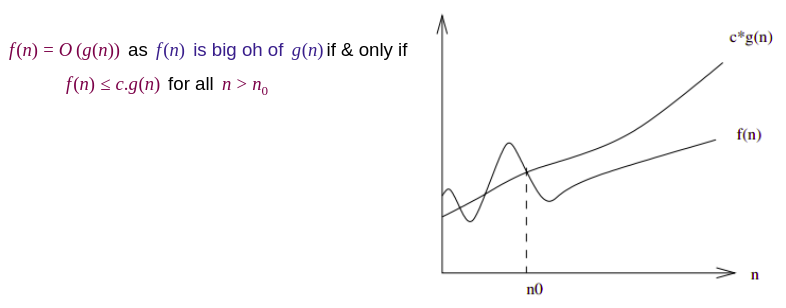 f(n) = O (g(n)) as f(n) is big oh of g(n) if & only if
f(n) ≤ c.g(n) for all n > n₀
c*g(n)
f(n)
n
n0